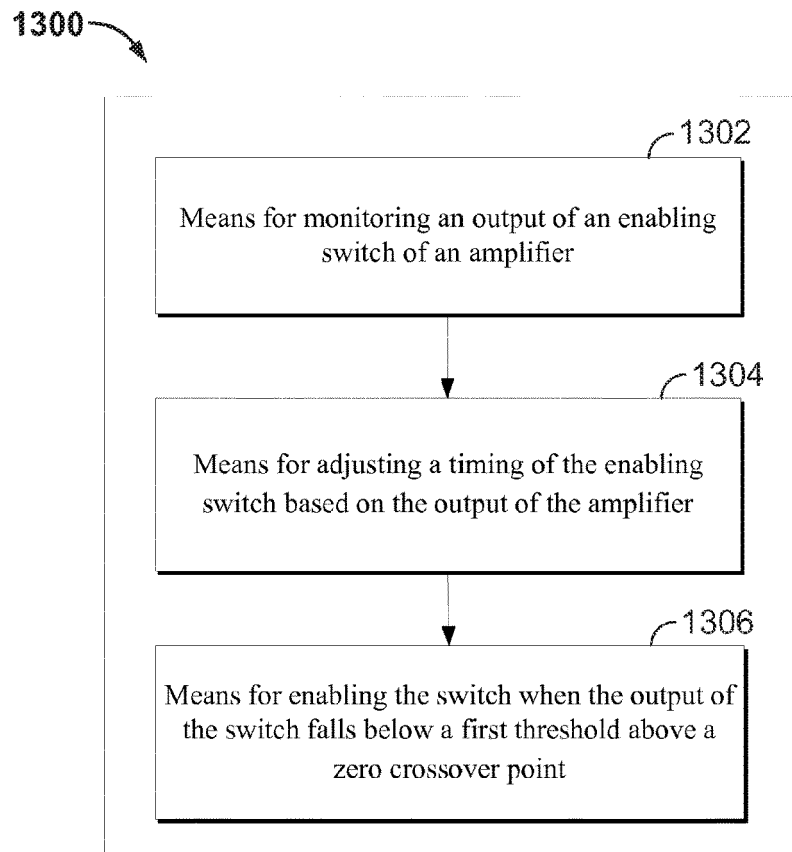 1300
1302
Means for monitoring an output of an enabling
switch of an amplifier
1304
Means for adjusting a timing of the enabling
switch based on the output of the amplifier
1306
Means for enabling the switch when the output of
the switch falls below a first threshold above a
zero crossover point